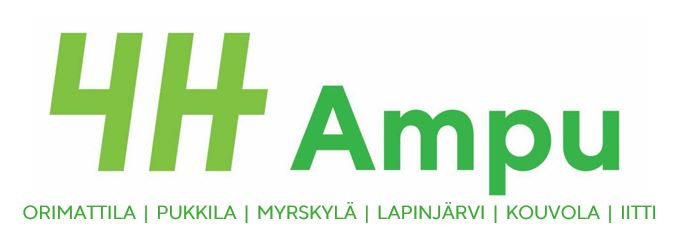 4H Ampu
ORIMATTILA | PUKKILA | MYRSKYLÄ | LAPINJÄRVI | KOUVOLA | IITTI